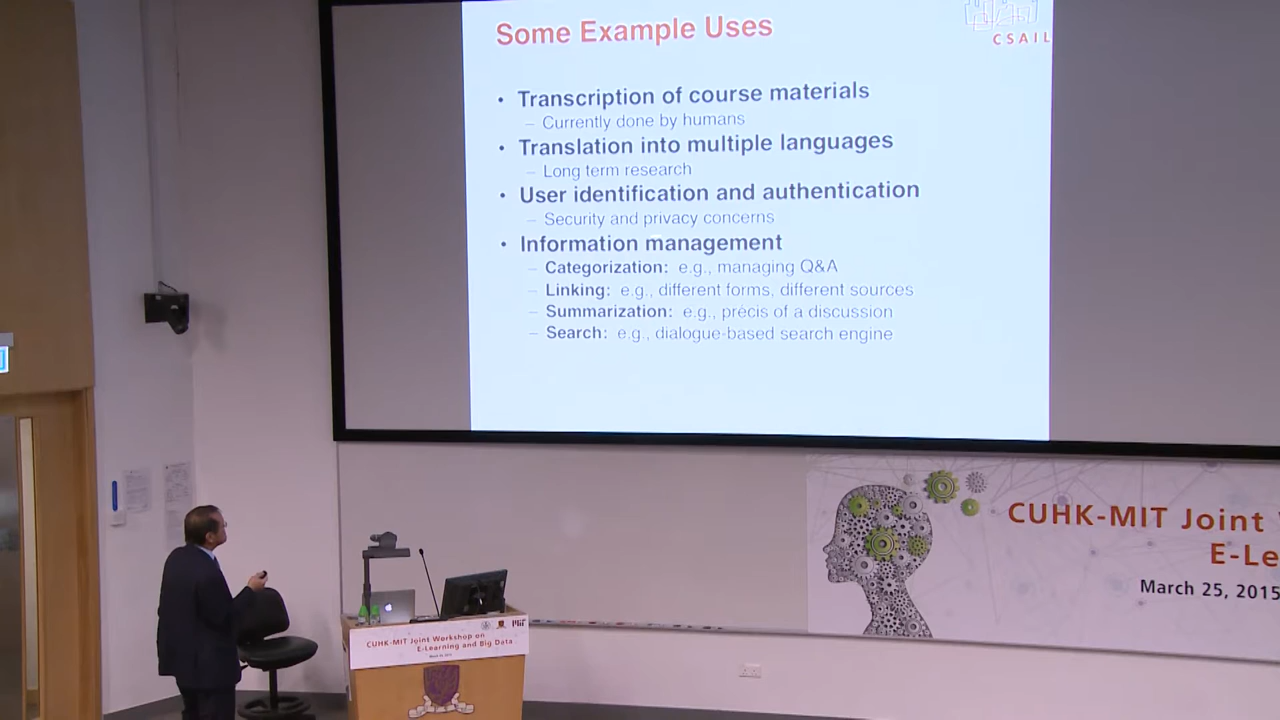 Some Example Uses
CSAIL
• Transcription of course materials
– Currently done by humans
• Translation into multiple languages
– Long term research
• User identification and authentication
– Security and privacy concerns
• Information management
– Categorization: e.g., managing Q&A
– Linking: e.g., different forms, different sources
– Summarization: e.g., précis of a discussion
– Search: e.g., dialogue-based search engine
CUHK-MIT Joint
E-Le
March 25, 2015
CUHK-MIT Joint Workshop on
E-Learning and Big Data